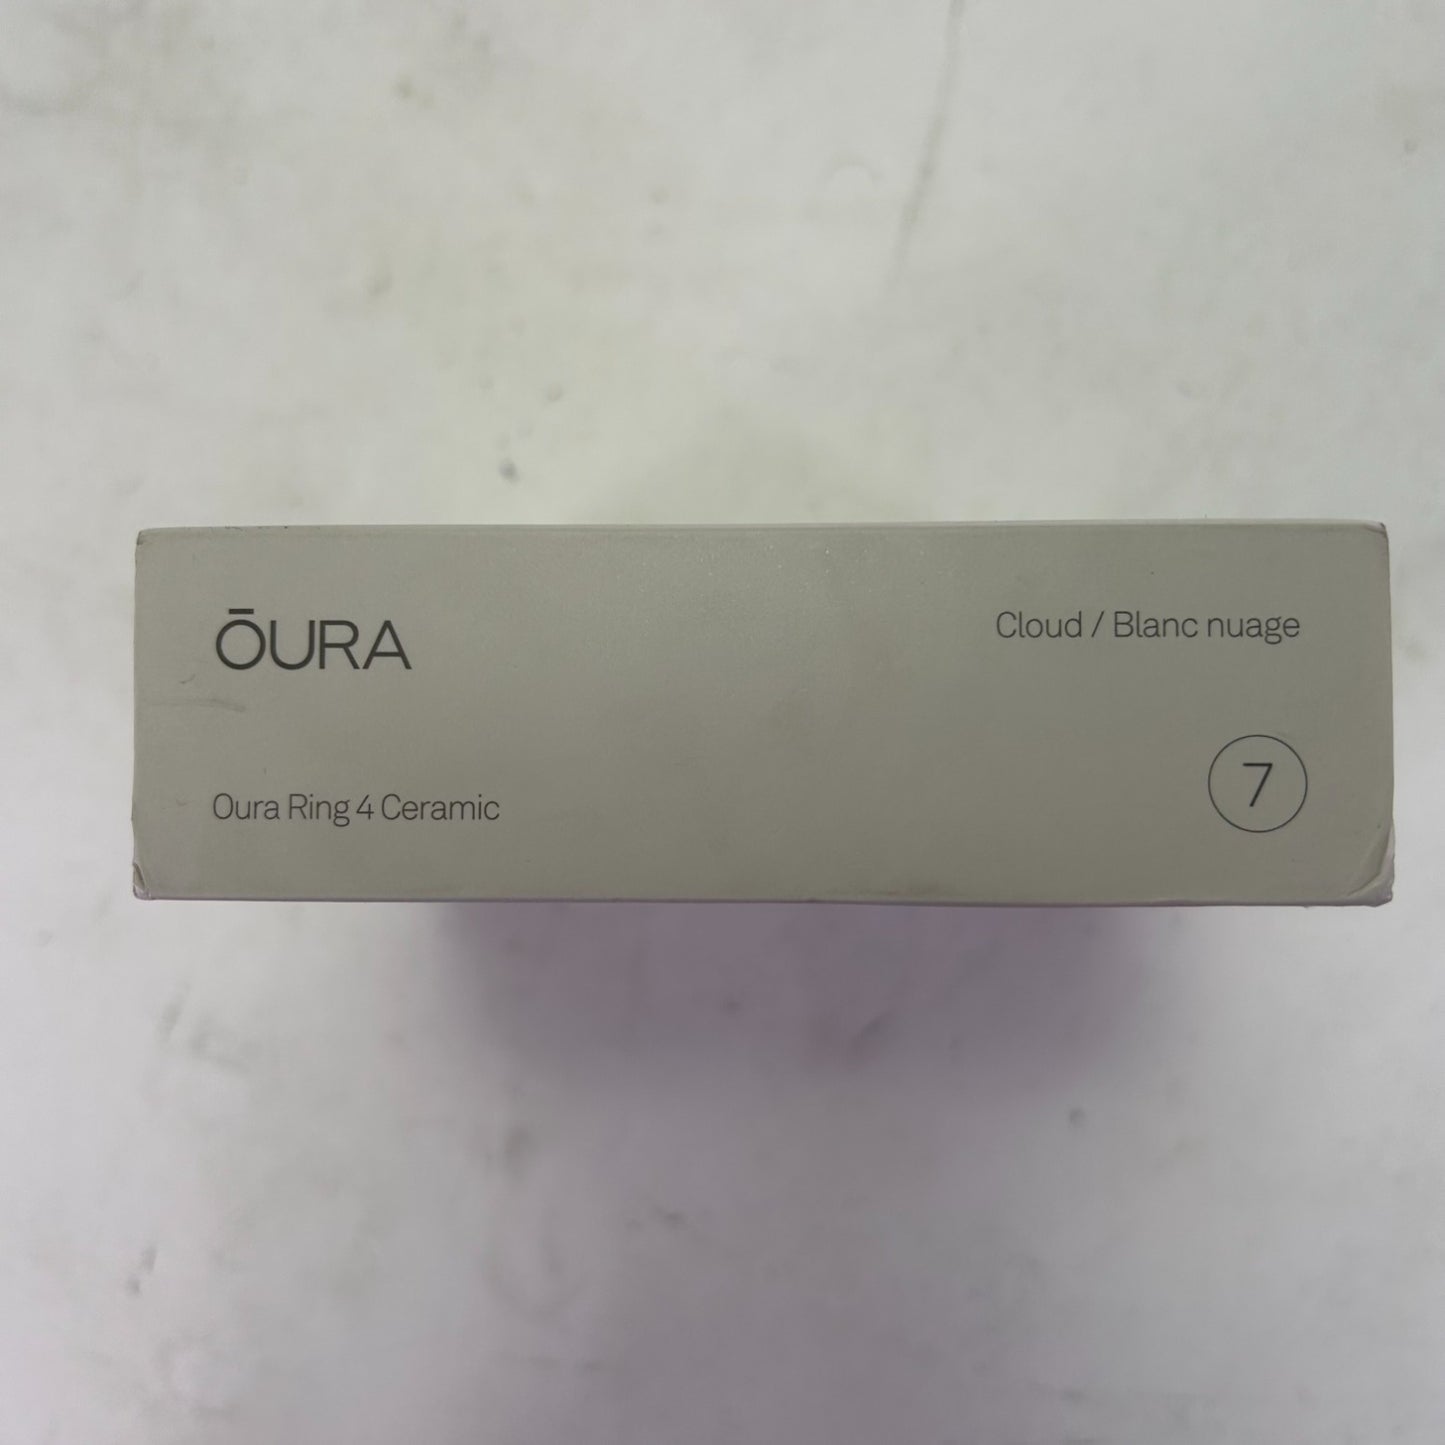 ŌURA
Cloud / Blanc nuage
Oura Ring 4 Ceramic
7